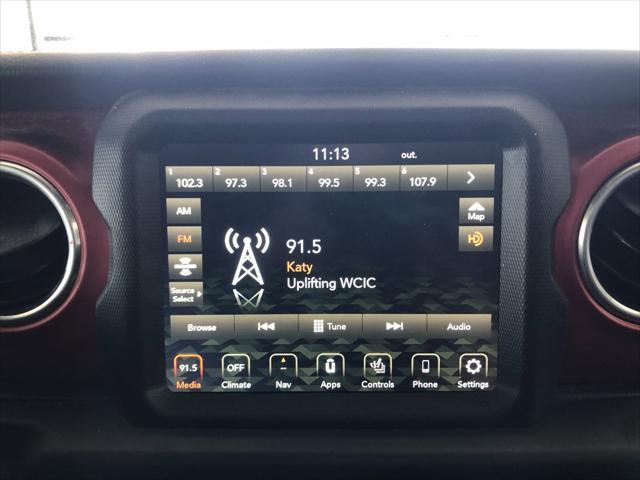 11:13 out.
1 102.3 2 97.3 3 98.1 4 99.5 5 99.3 6 107.9
AM
Map
FM
HD
91.5
Katy
Uplifting WCIC
Source
Select
Browse Tune Audio
91.5 OFF
Media Climate Nav Apps Controls Phone Settings